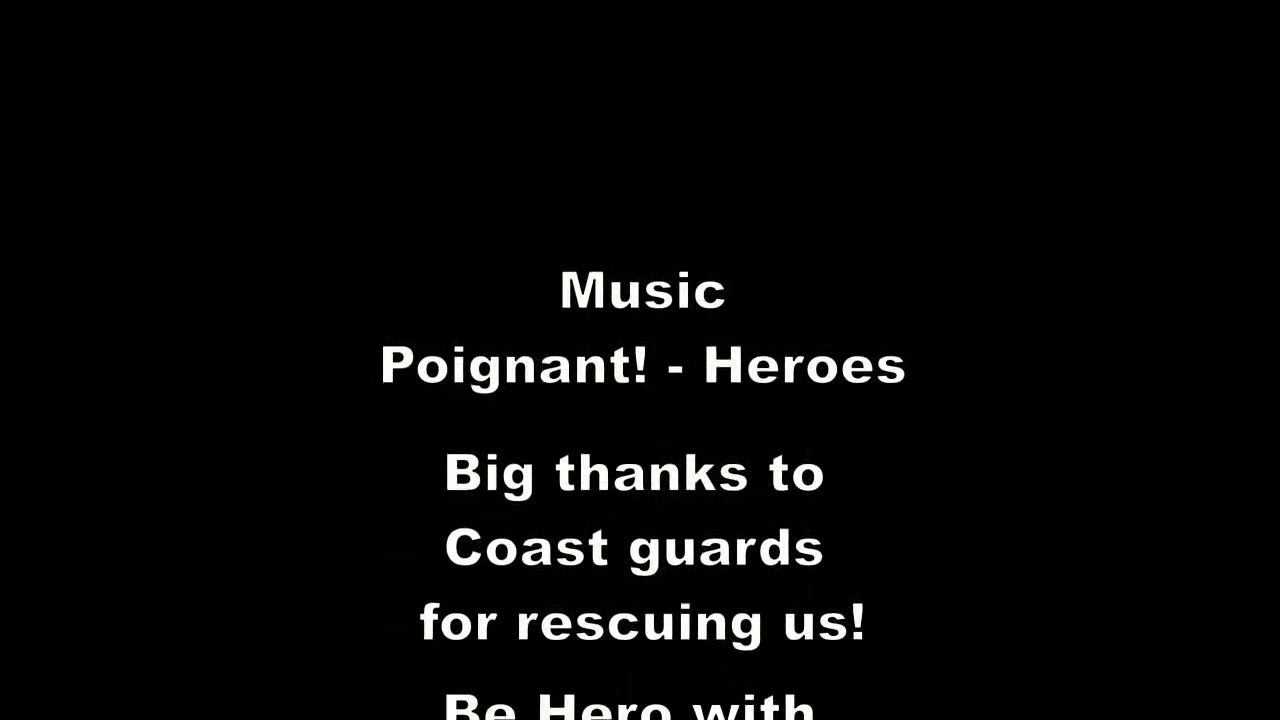 Music
Poignant! - Heroes
Big thanks to
Coast guards
for rescuing us!
Be Hero with